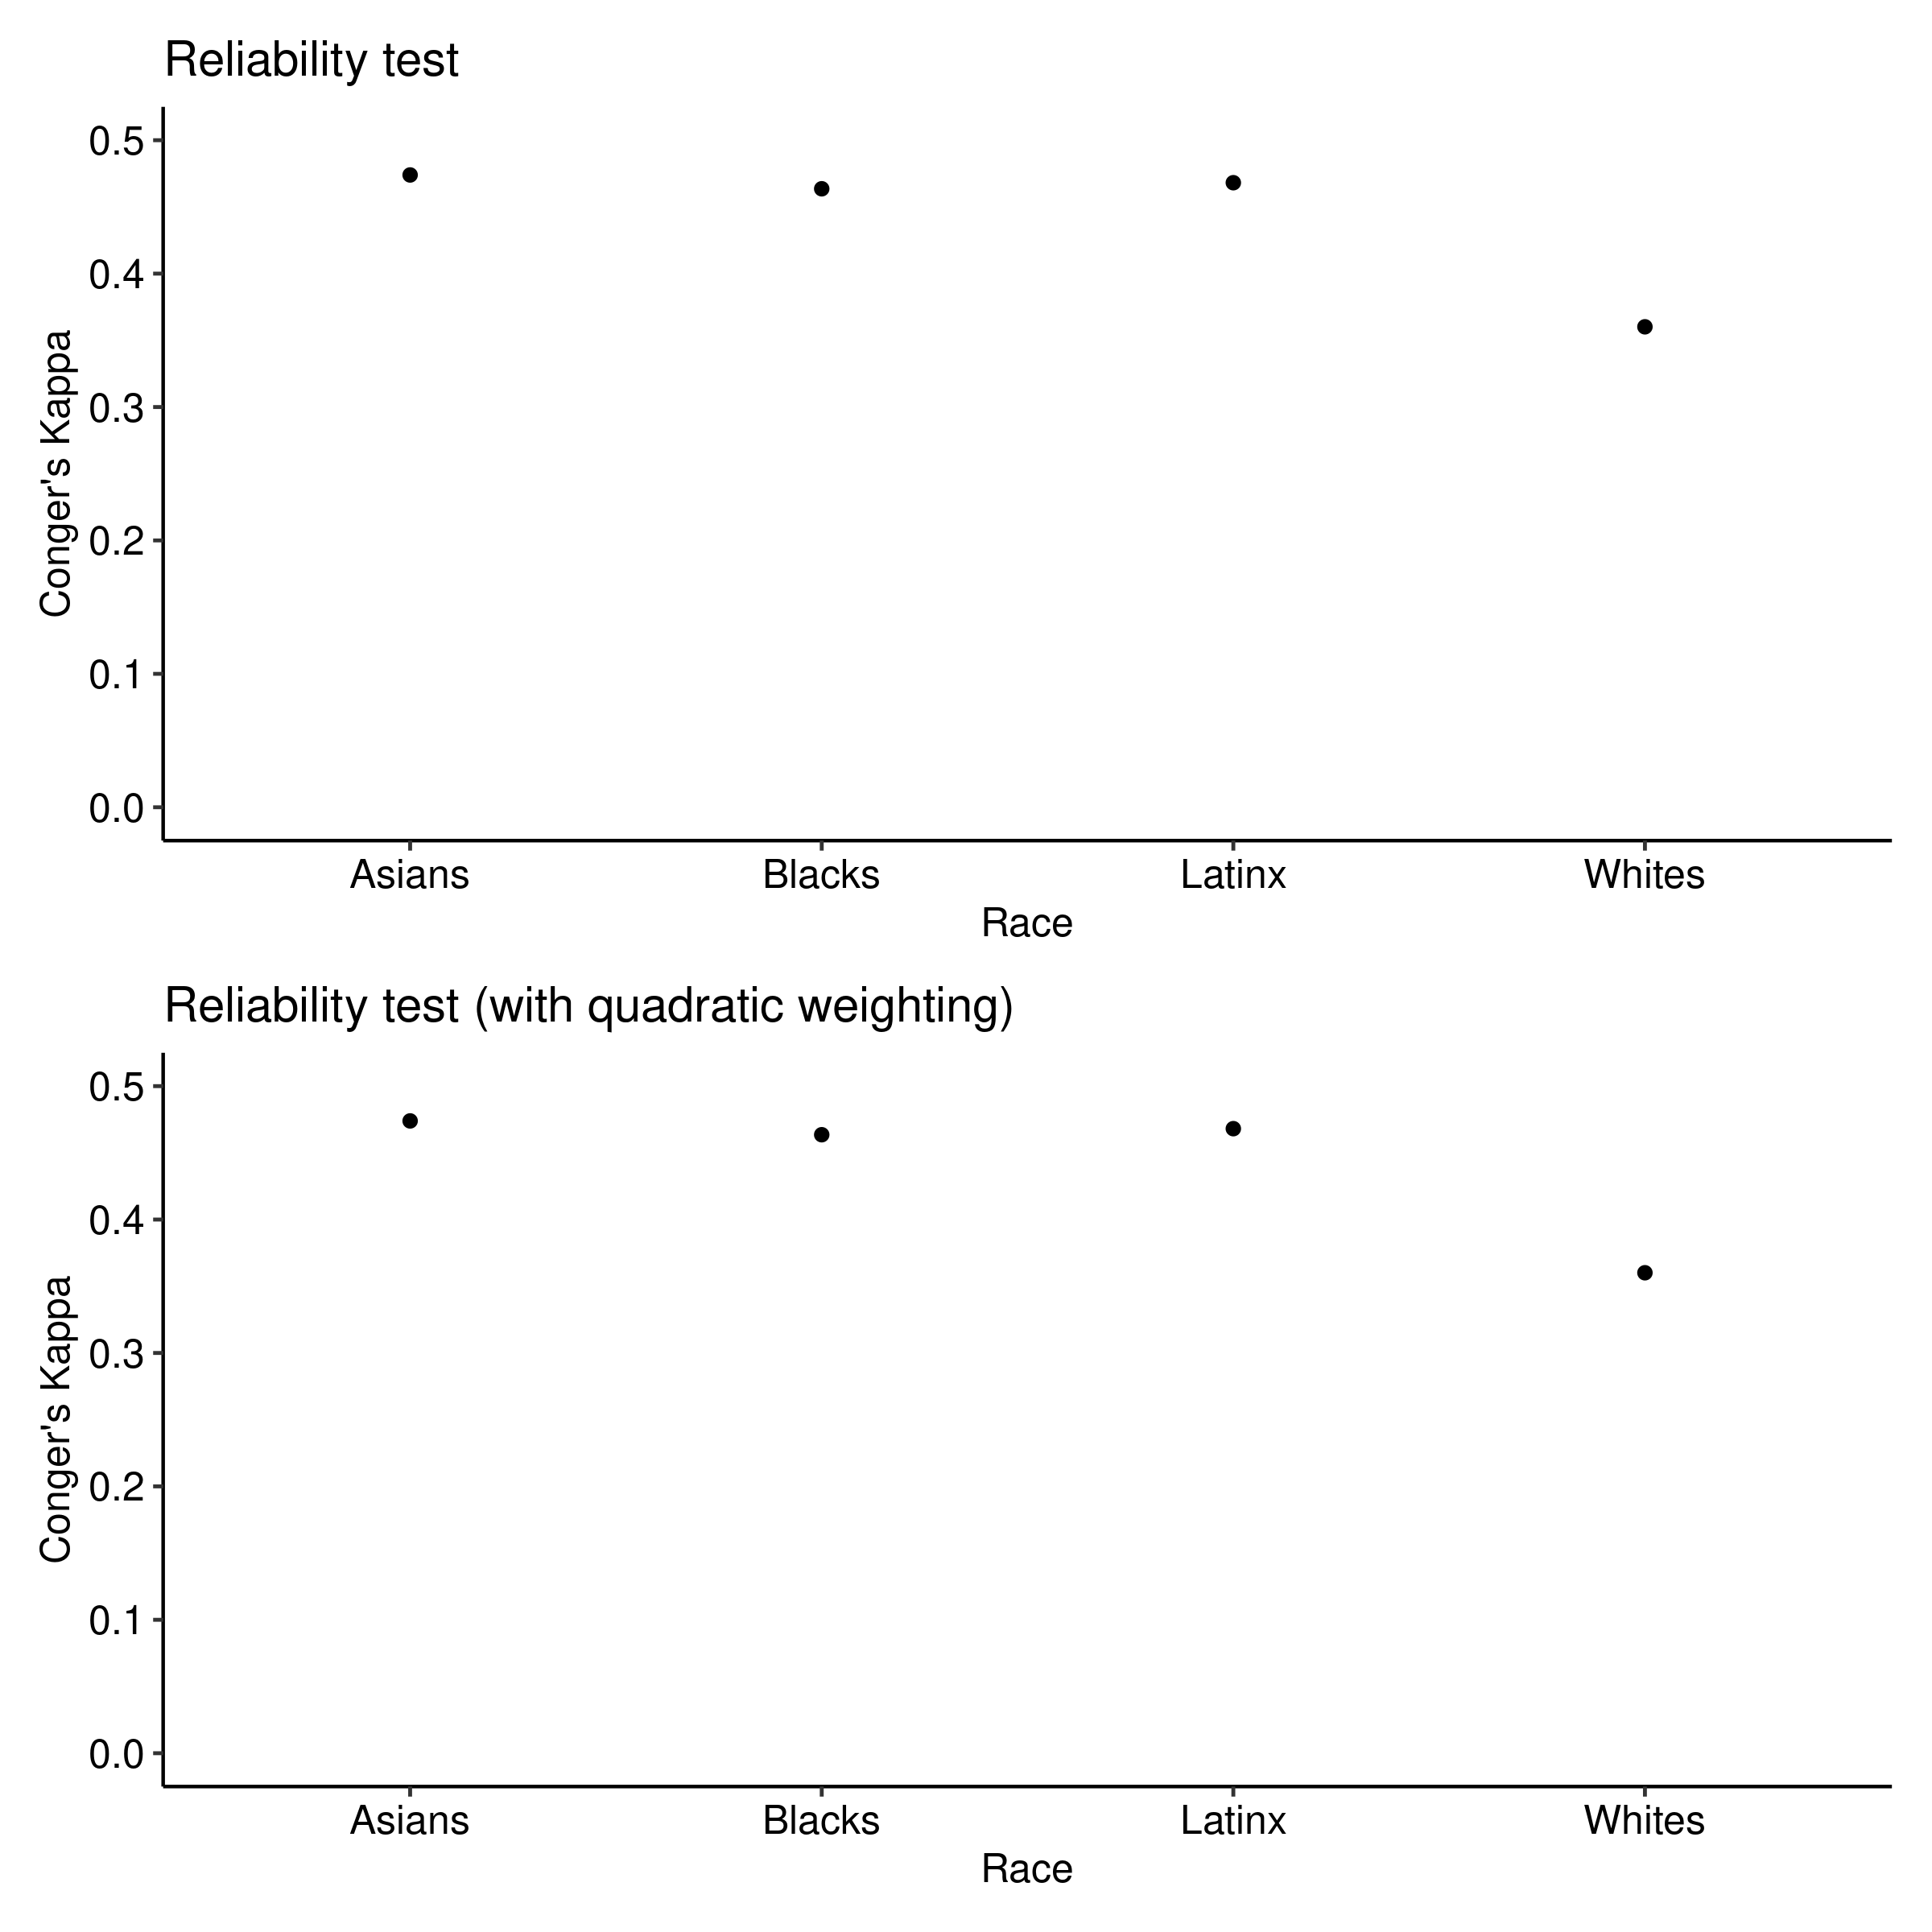 Reliability test
0.5
0.4
0.3
0.2
0.1
0.0
Conger's Kappa
Asians Blacks Latinx Whites
Race
Reliability test (with quadratic weighting)
0.5
0.4
0.3
0.2
0.1
0.0
Conger's Kappa
Asians Blacks Latinx Whites
Race